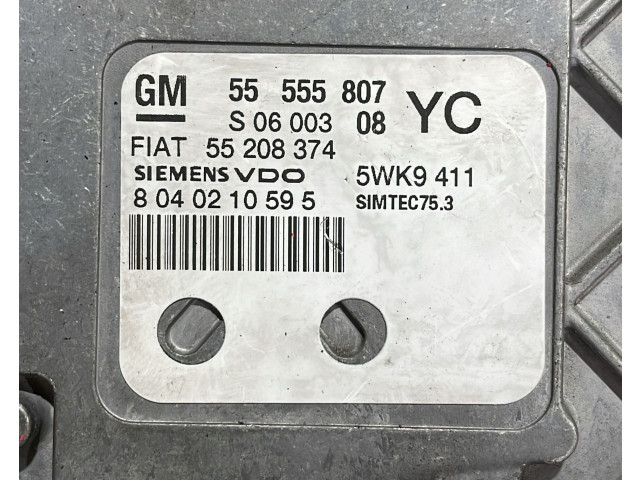 GM 55 555 807 YC
S 06 003 08
FIAT 55 208 374
SIEMENS VDO 5WK9 411
8 04 02 10 59 5 SIMTEC75.3